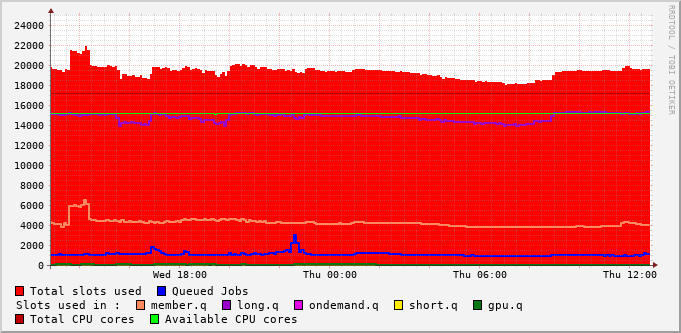 RRDTOOL / TOBI OETIKER
24000
22000
20000
18000
16000
14000
12000
10000
8000
6000
4000
2000
0
Wed 18:00 Thu 00:00 Thu 06:00 Thu 12:00
Total slots used Queued Jobs
Slots used in : member.q long.q ondemand.q short.q gpu.q
Total CPU cores Available CPU cores